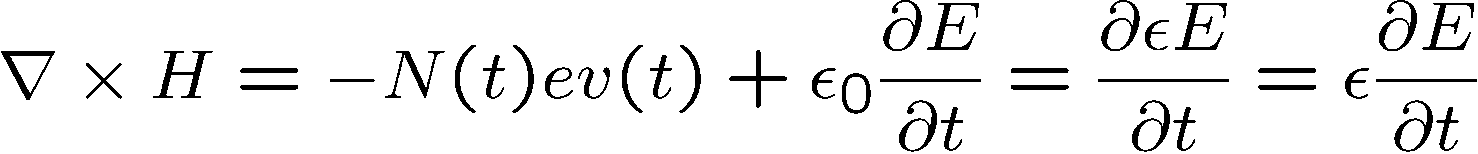 ∇ × H = −N(t)ev(t) + ϵ₀ ∂E/∂t = ∂ϵE/∂t = ϵ ∂E/∂t